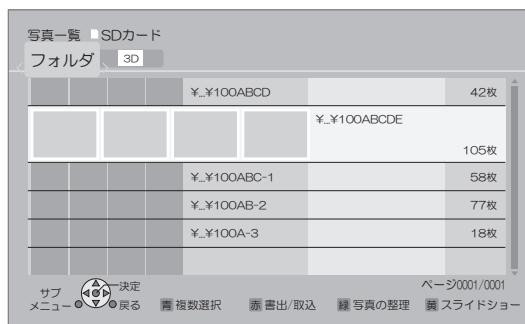 写真一覧 SDカード
フォルダ 3D
¥...¥100ABCD 42枚
¥...¥100ABCDE
105枚
¥...¥100ABC-1 58枚
¥...¥100AB-2 77枚
¥...¥100A-3 18枚
ページ0001/0001
サブメニュー 決定 戻る
青 複数選択 赤 書出/取込 緑 写真の整理 黄 スライドショー